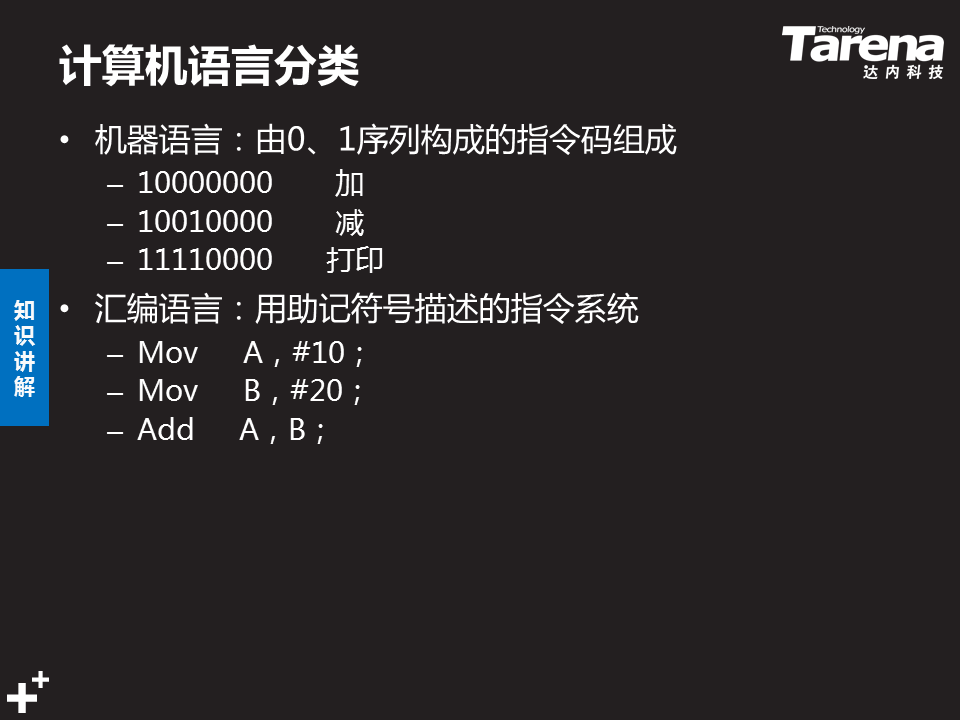 计算机语言分类
Technology
Tarena
达内科技
• 机器语言：由0、1序列构成的指令码组成
– 10000000 加
– 10010000 减
– 11110000 打印
知识讲解
• 汇编语言：用助记符号描述的指令系统
– Mov A，#10；
– Mov B，#20；
– Add A，B；